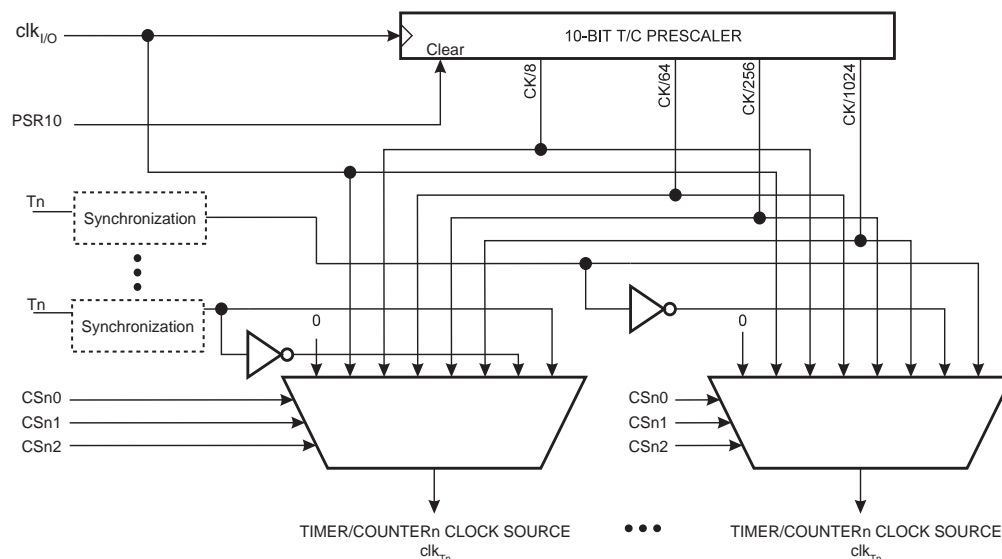 clkI/O
10-BIT T/C PRESCALER
Clear
CK/8
CK/64
CK/256
CK/1024
PSR10
Tn
Synchronization
Tn
Synchronization
0
0
CSn0
CSn1
CSn2
CSn0
CSn1
CSn2
TIMER/COUNTERn CLOCK SOURCE
clkTn
TIMER/COUNTERn CLOCK SOURCE
clkTn